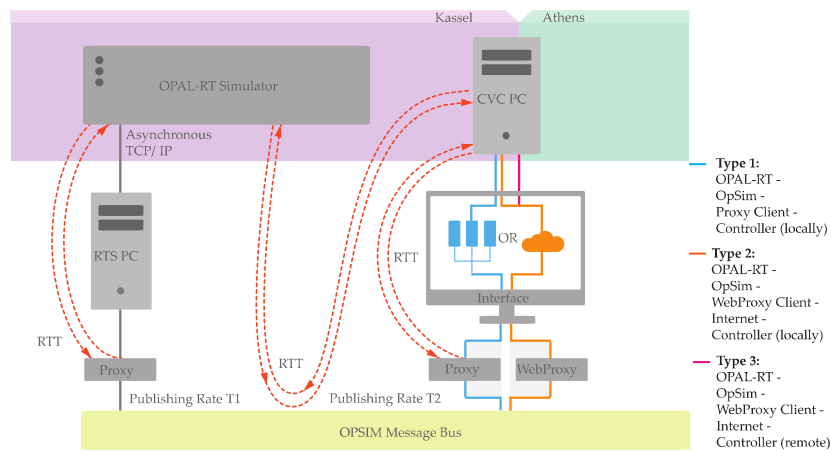 Kassel
Athens
OPAL-RT Simulator
CVC PC
Asynchronous
TCP/ IP
Type 1:
OPAL-RT -
OpSim -
Proxy Client -
Controller (locally)
RTS PC
OR
RTT
Type 2:
OPAL-RT -
OpSim -
WebProxy Client -
Internet -
Controller (locally)
Interface
RTT
RTT
Proxy
Proxy
WebProxy
Type 3:
OPAL-RT -
OpSim -
WebProxy Client -
Internet -
Controller (remote)
Publishing Rate T1
Publishing Rate T2
OPSIM Message Bus